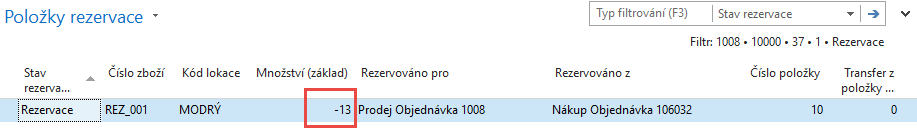 Položky rezervace
Typ filtrování (F3) Stav rezervace
Filtr: 1008 • 10000 • 37 • 1 • Rezervace
Stav rezerva... Číslo zboží Kód lokace Množství (základ) Rezervováno pro Rezervováno z Číslo položky Transfer z položky ...
Rezervace REZ_001 MODRÝ -13 Prodej Objednávka 1008 Nákup Objednávka 106032 10 0